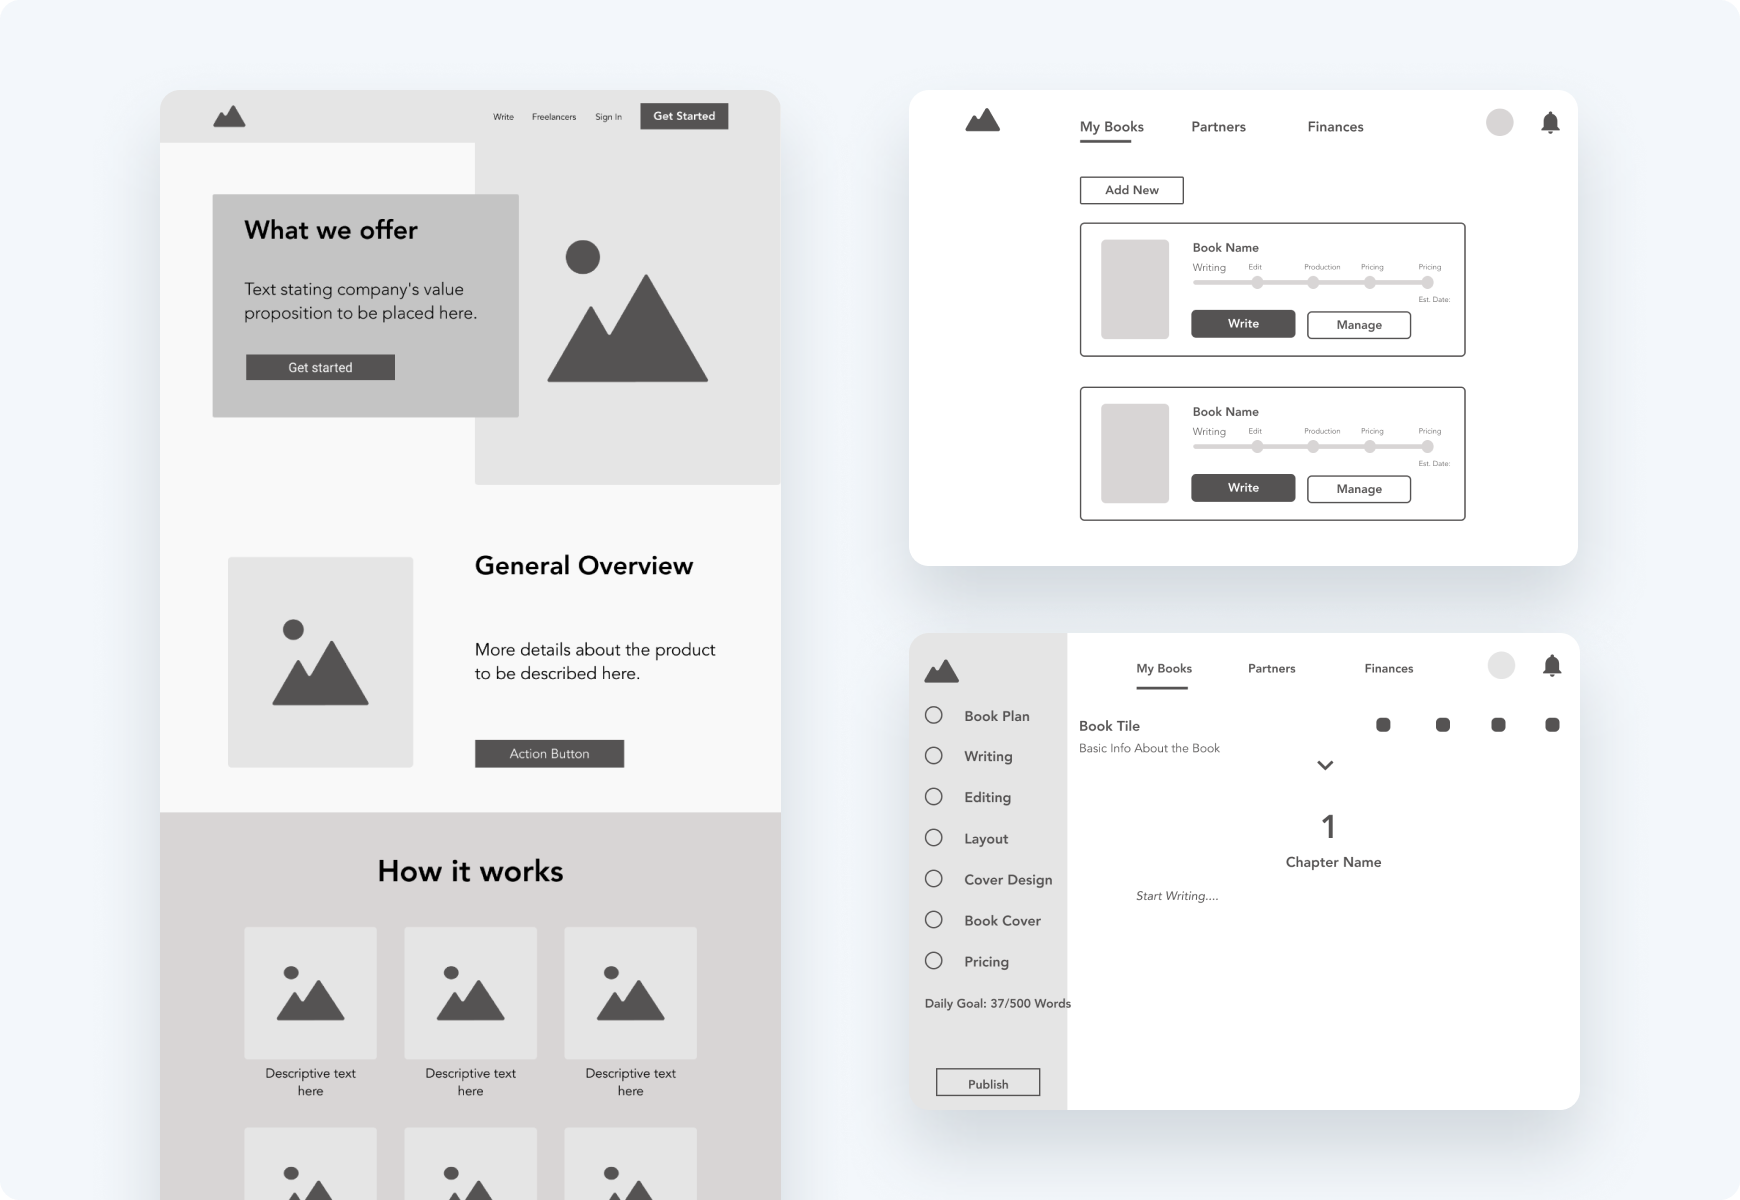 Write Freelancers Sign In Get Started
What we offer
Text stating company's value
proposition to be placed here.
Get started
General Overview
More details about the product
to be described here.
Action Button
How it works
Descriptive text
here
Descriptive text
here
Descriptive text
here
My Books Partners Finances
Add New
Book Name
Writing Edit Production Pricing Pricing
Est. Date:
Write Manage
Book Name
Writing Edit Production Pricing Pricing
Est. Date:
Write Manage
My Books Partners Finances
Book Plan
Writing
Editing
Layout
Cover Design
Book Cover
Pricing
Daily Goal: 37/500 Words
Publish
Book Tile
Basic Info About the Book
1
Chapter Name
Start Writing....